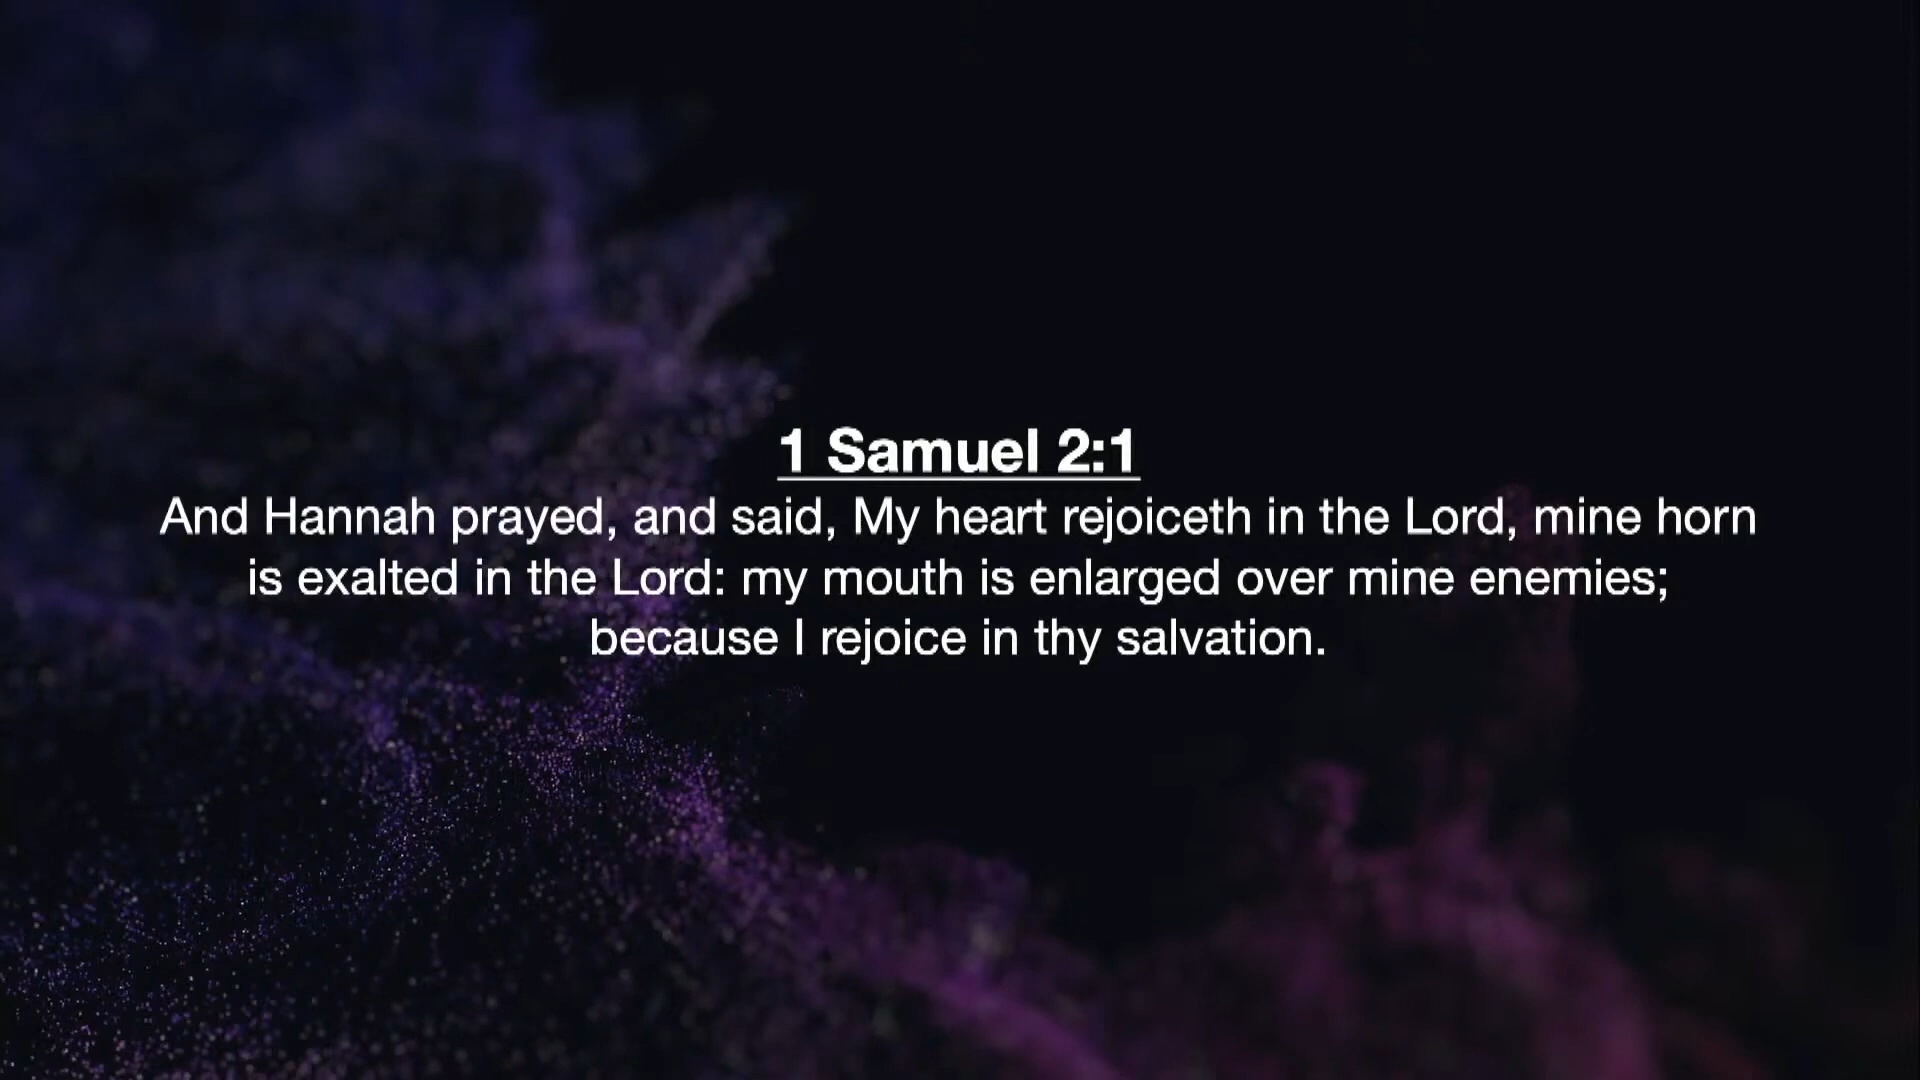 1 Samuel 2:1
And Hannah prayed, and said, My heart rejoiceth in the Lord, mine horn
is exalted in the Lord: my mouth is enlarged over mine enemies;
because I rejoice in thy salvation.